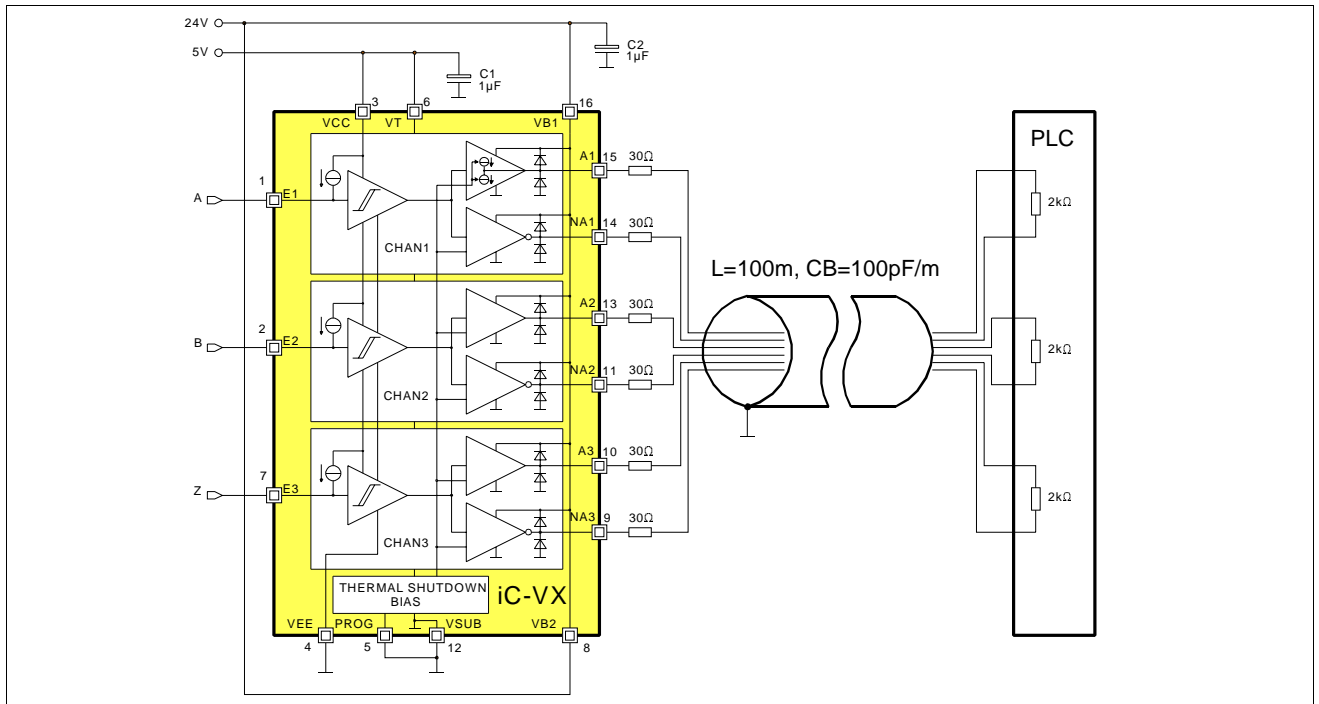 24V
5V
C2
1µF
C1
1µF
3
6
16
VCC
VT
VB1
PLC
A1
15
30Ω
1
A
E1
2kΩ
NA1
14
30Ω
CHAN1
L=100m, CB=100pF/m
A2
13
30Ω
2
B
E2
2kΩ
NA2
11
30Ω
CHAN2
A3
10
30Ω
7
Z
E3
2kΩ
NA3
9
30Ω
CHAN3
THERMAL SHUTDOWN
BIAS
iC-VX
VEE
PROG
VSUB
VB2
4
5
12
8